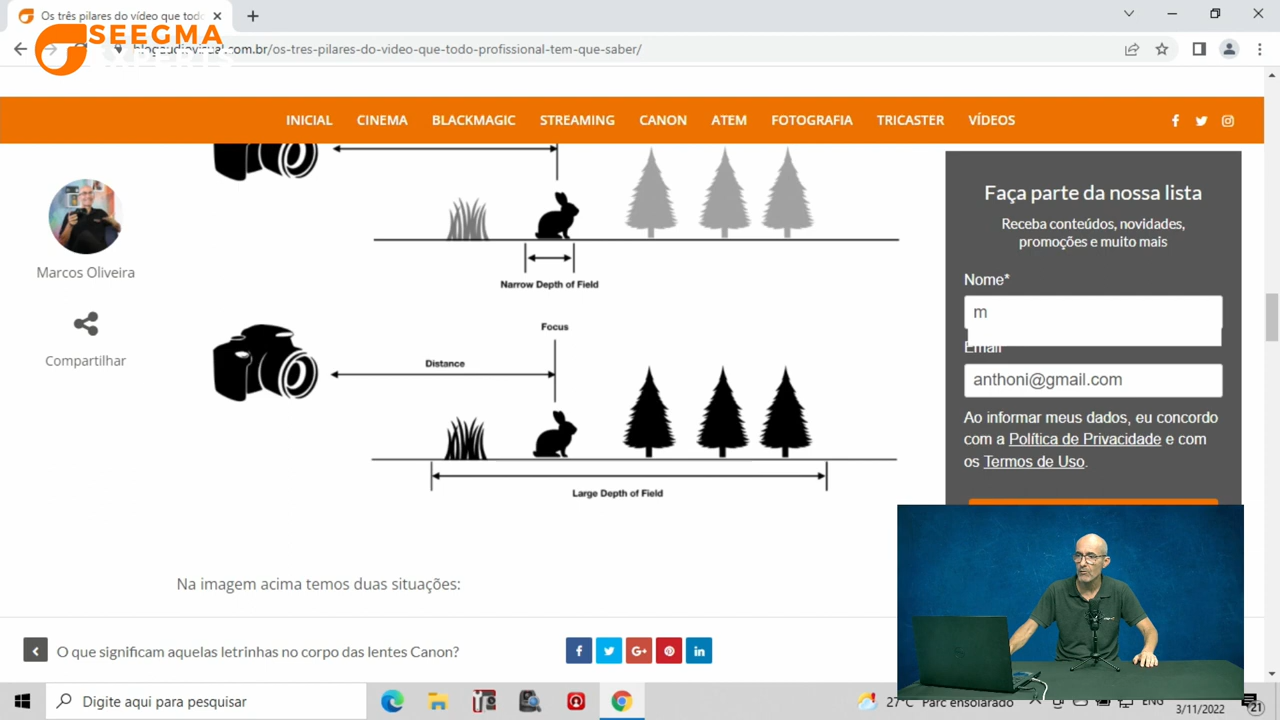 Os três pilares do vídeo que todo
SEEGMA
EXPERTS
blogaudiovisual.com.br/os-tres-pilares-do-video-que-todo-profissional-tem-que-saber/
INICIAL CINEMA BLACKMAGIC STREAMING CANON ATEM FOTOGRAFIA TRICASTER VÍDEOS
Marcos Oliveira
Compartilhar
Narrow Depth of Field
Focus
Distance
Large Depth of Field
Na imagem acima temos duas situações:
Faça parte da nossa lista
Receba conteúdos, novidades,
promoções e muito mais
Nome*
m
Email
anthoni@gmail.com
Ao informar meus dados, eu concordo
com a Política de Privacidade e com
os Termos de Uso.
O que significam aquelas letrinhas no corpo das lentes Canon?
Digite aqui para pesquisar
27°C Parc ensolarado
ENG
3/11/2022
21